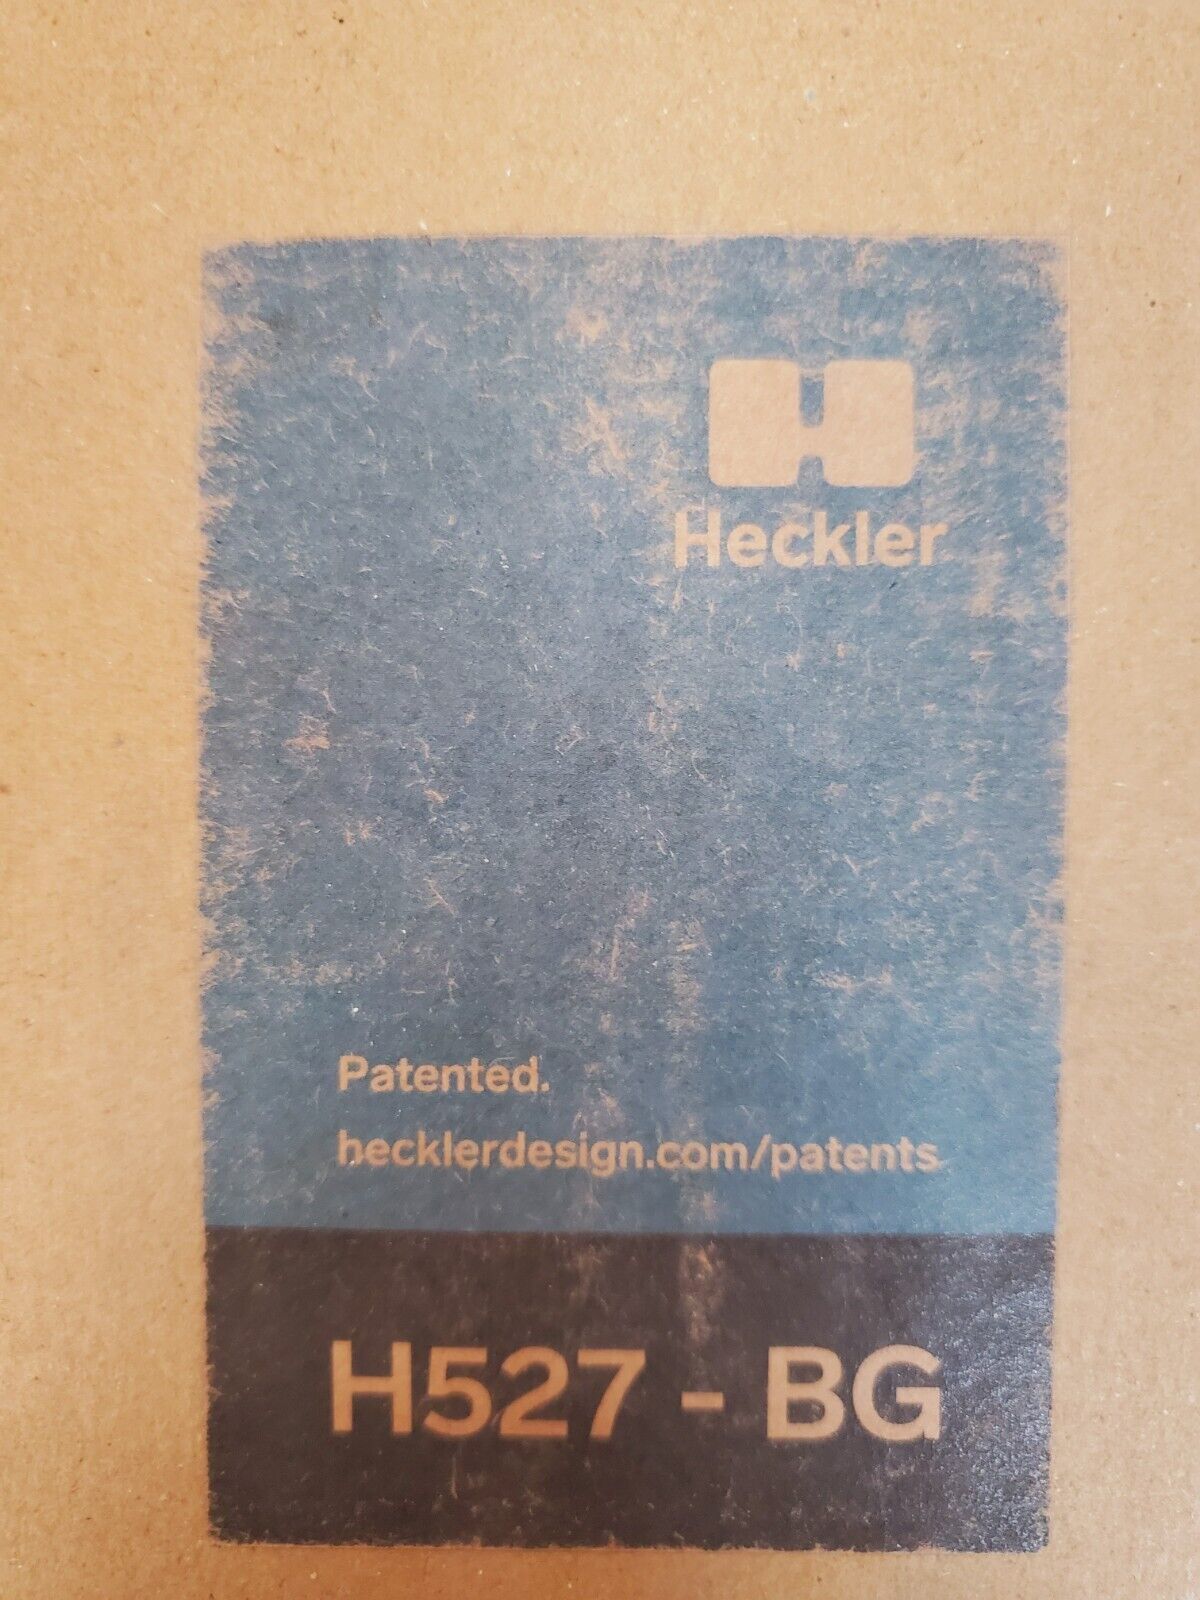 Heckler
Patented.
hecklerdesign.com/patents
H527 - BG